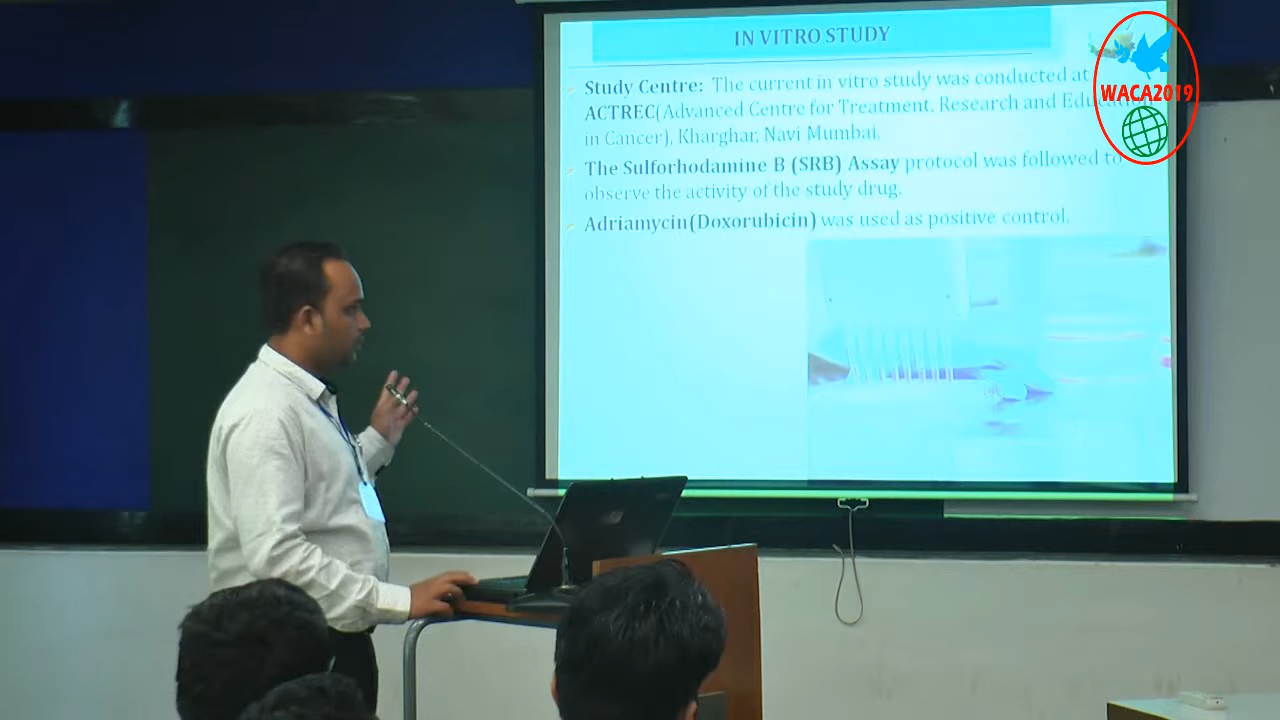 IN VITRO STUDY
Study Centre: The current in vitro study was conducted at
ACTREC(Advanced Centre for Treatment, Research and Education
in Cancer), Kharghar, Navi Mumbai.
The Sulforhodamine B (SRB) Assay protocol was followed to
observe the activity of the study drug.
Adriamycin(Doxorubicin) was used as positive control.
WACA2019